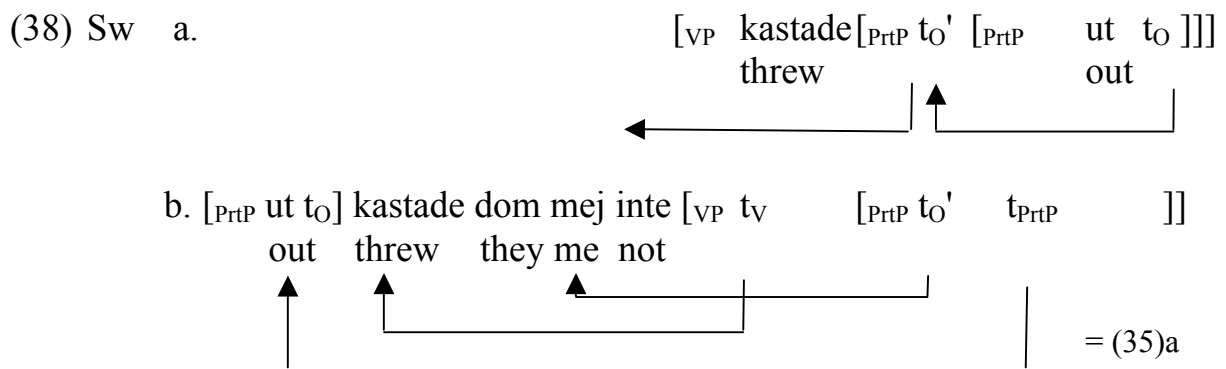 (38) Sw a. [VP kastade [PrtP tO' [PrtP ut tO ]]]
threw out
b. [PrtP ut tO] kastade dom mej inte [VP tV [PrtP tO' tPrtP ]]
out threw they me not
= (35)a